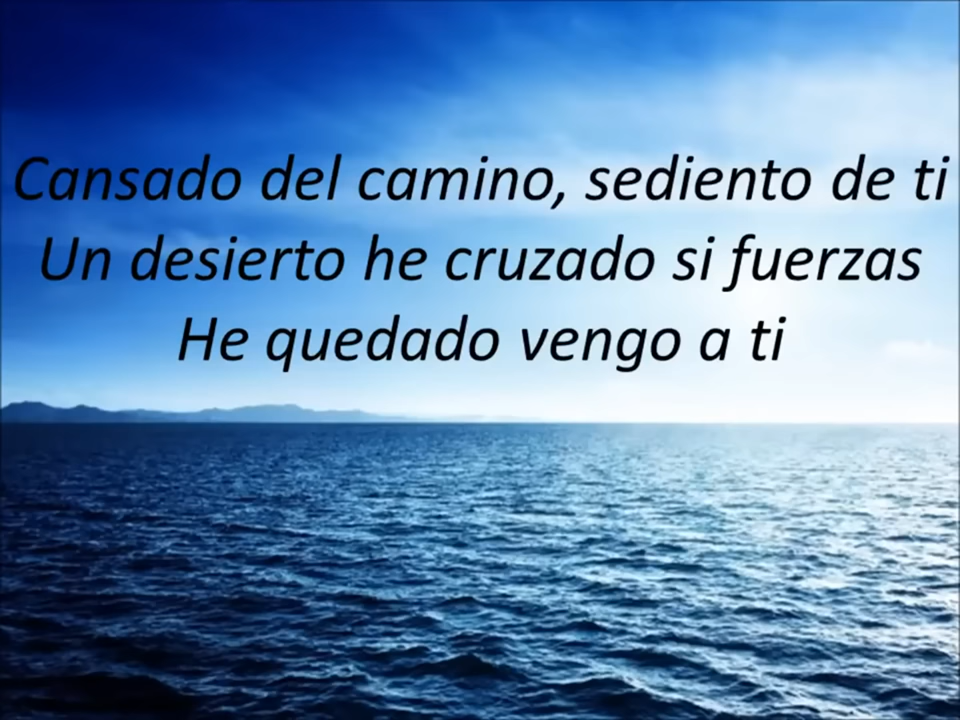 Cansado del camino, sediento de ti
Un desierto he cruzado si fuerzas
He quedado vengo a ti